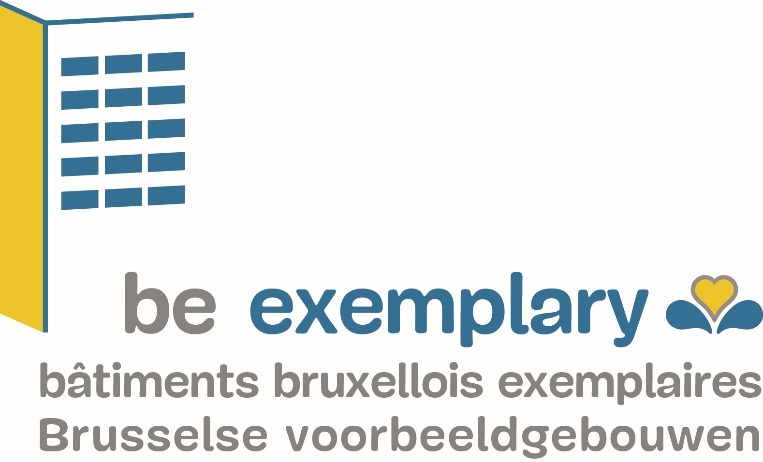 be exemplary
bâtiments bruxellois exemplaires
Brusselse voorbeeldgebouwen